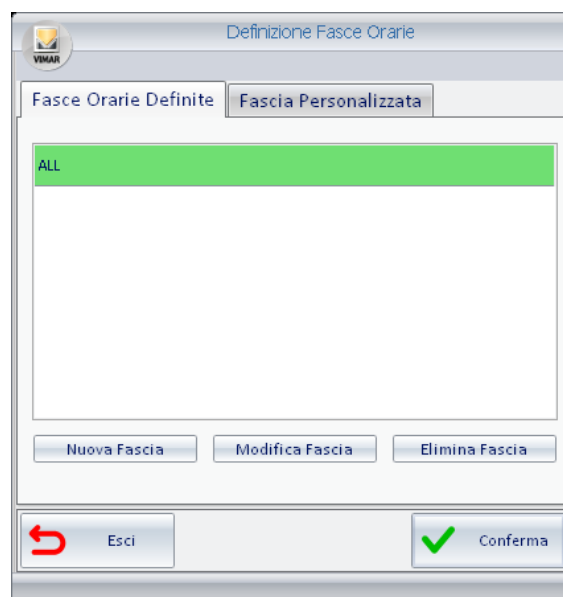 Definizione Fasce Orarie
VIMAR
Fasce Orarie Definite
Fascia Personalizzata
ALL
Nuova Fascia
Modifica Fascia
Elimina Fascia
Esci
Conferma